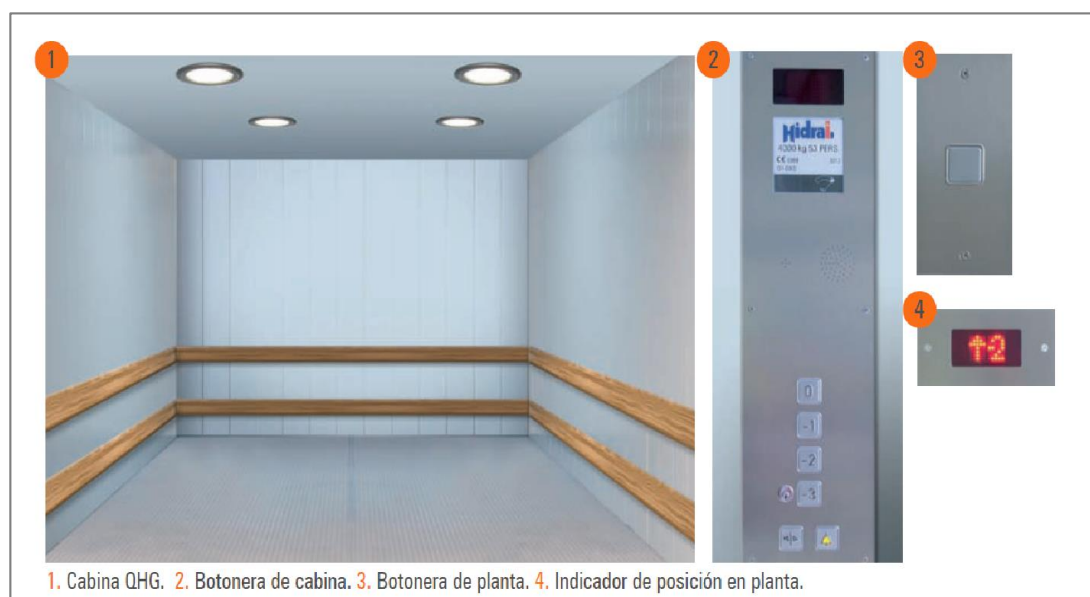 1
2
3
4
Hidral.
4000 kg 53 PERS
CE
0
-1
-2
-3
↑-2
1. Cabina QHG. 2. Botonera de cabina. 3. Botonera de planta. 4. Indicador de posición en planta.